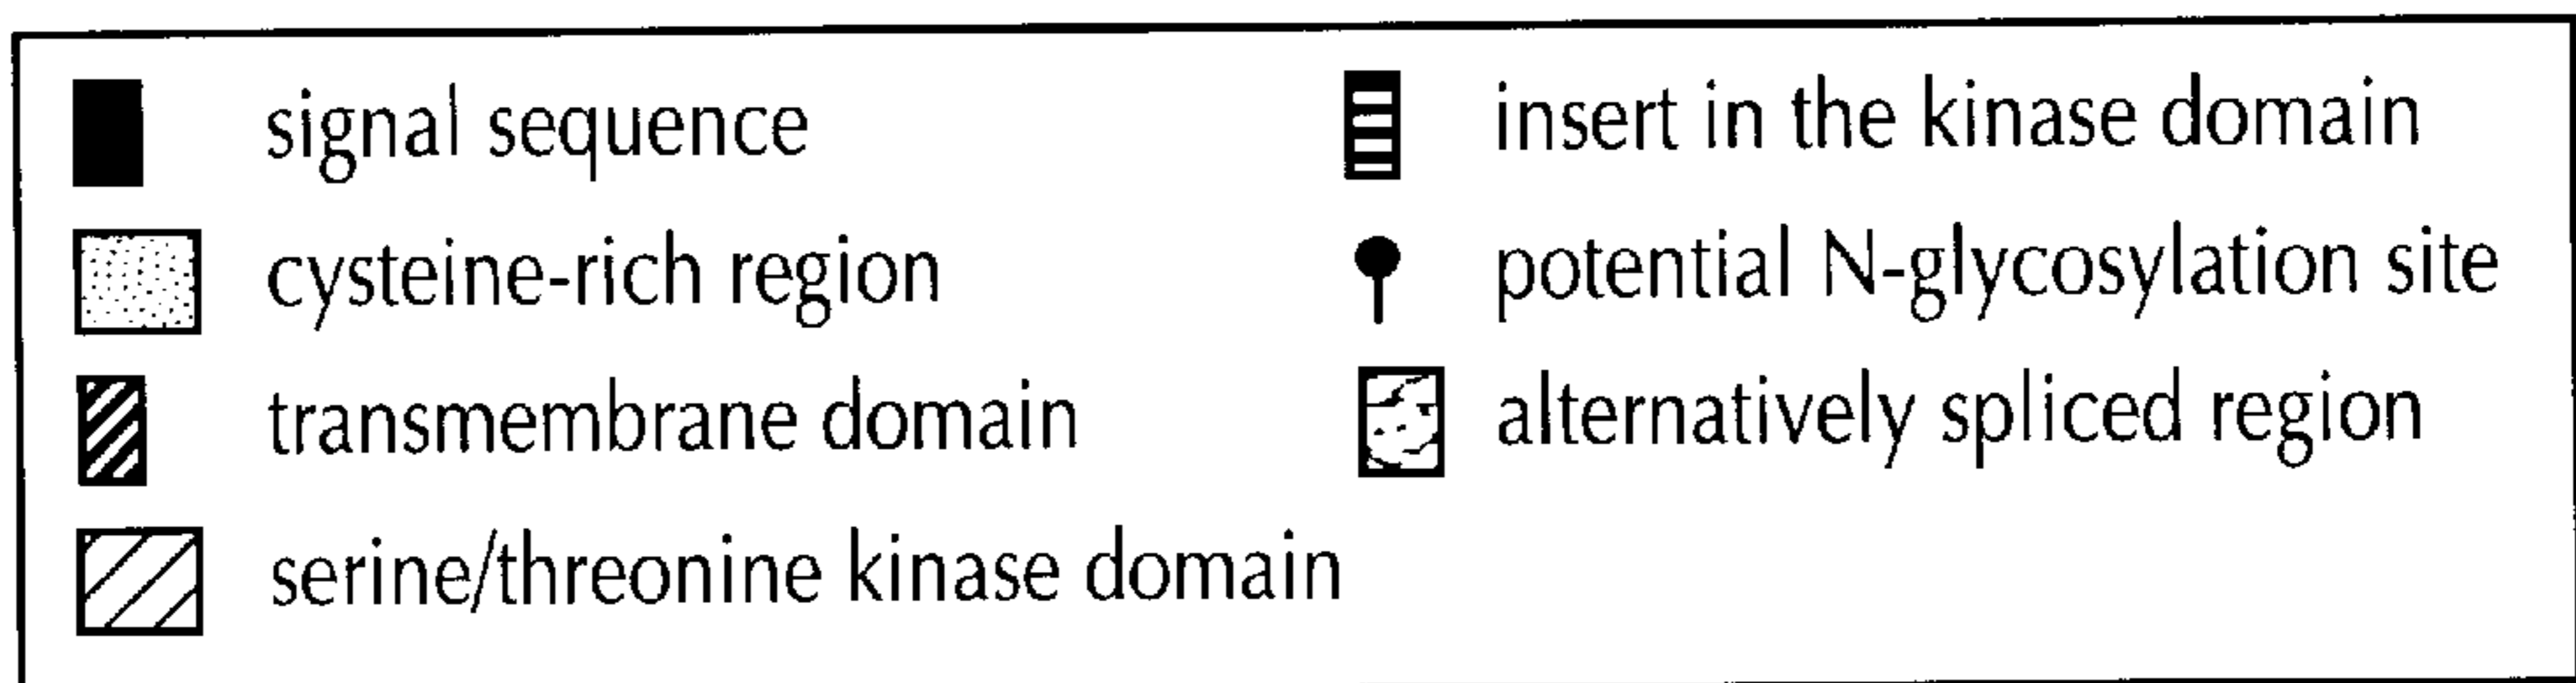 signal sequence
cysteine-rich region
transmembrane domain
serine/threonine kinase domain
insert in the kinase domain
potential N-glycosylation site
alternatively spliced region